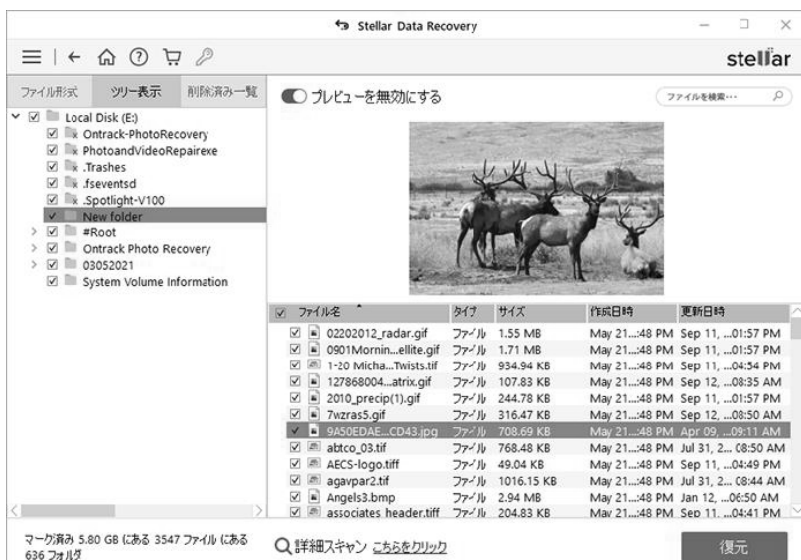 Stellar Data Recovery
stellar
ファイル形式 ツリー表示 削除済み一覧
プレビューを無効にする
ファイルを検索...
Local Disk (E:)
Ontrack-PhotoRecovery
PhotoandVideoRepairexe
.Trashes
.fseventsd
.Spotlight-V100
New folder
#Root
Ontrack Photo Recovery
03052021
System Volume Information
ファイル名 タイプ サイズ 作成日時 更新日時
02202012_radar.gif ファイル 1.55 MB May 21...:48 PM Sep 11, ...01:57 PM
0901Mornin...ellite.gif ファイル 1.71 MB May 21...:48 PM Sep 11, ...01:57 PM
1-20 Micha...Twists.tif ファイル 934.94 KB May 21...:48 PM Sep 11, ...04:54 PM
127868004...atrix.gif ファイル 107.83 KB May 21...:48 PM Sep 12, ...08:35 AM
2010_precip(1).gif ファイル 244.78 KB May 21...:48 PM Sep 11, ...01:57 PM
7wzras5.gif ファイル 316.47 KB May 21...:48 PM Sep 12, ...08:50 AM
9A50EDAE...CD43.jpg ファイル 708.69 KB May 21...:48 PM Apr 09, ...09:11 AM
abtco_03.tif ファイル 768.48 KB May 21...:48 PM Jul 31, 2... 08:50 AM
AECS-logo.tiff ファイル 49.04 KB May 21...:48 PM Sep 11, ...04:49 PM
agavpar2.tif ファイル 1016.15 KB May 21...:48 PM Jul 31, 2... 08:44 AM
Angels3.bmp ファイル 2.94 MB May 21...:48 PM Jan 12, ...06:50 AM
associates header.tiff ファイル 204.83 KB May 21...:48 PM Sep 11, ...04:41 PM
マーク済み 5.80 GB (にある 3547 ファイル (にある
636 フォルダ
詳細スキャン こちらをクリック
復元